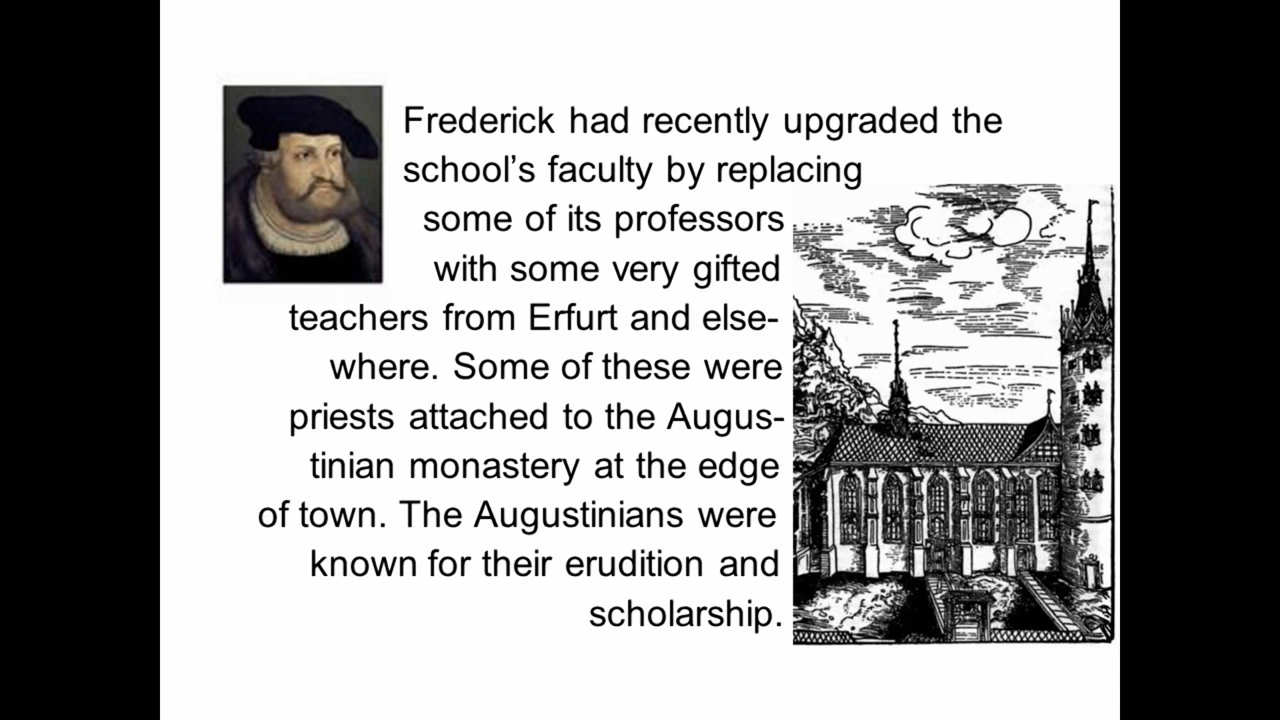 Frederick had recently upgraded the
school’s faculty by replacing
some of its professors
with some very gifted
teachers from Erfurt and else-
where. Some of these were
priests attached to the Augus-
tinian monastery at the edge
of town. The Augustinians were
known for their erudition and
scholarship.